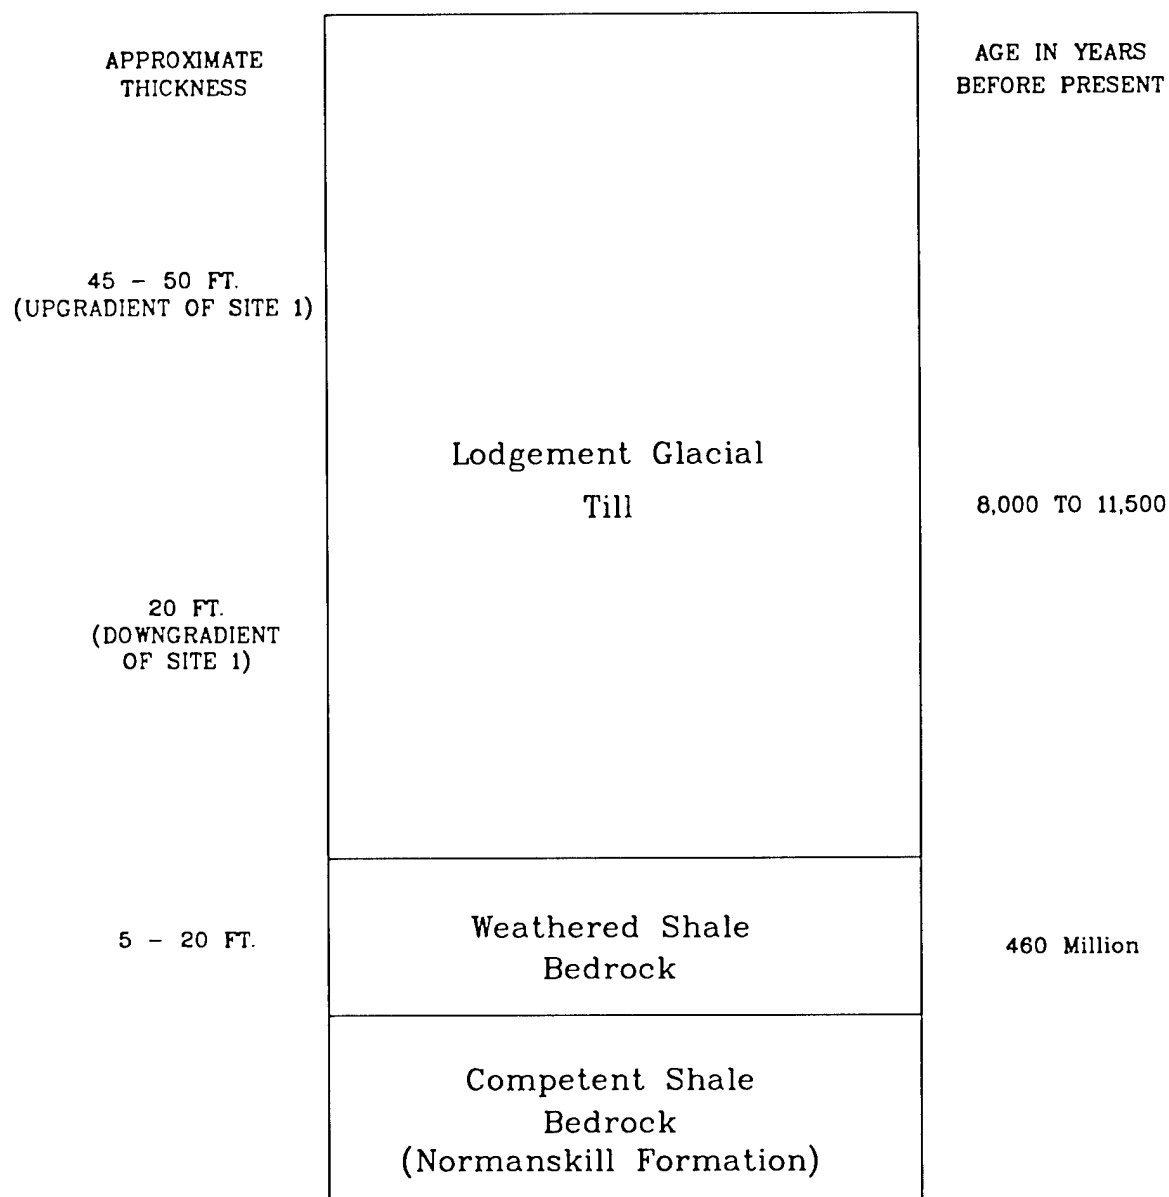 APPROXIMATE
THICKNESS
AGE IN YEARS
BEFORE PRESENT
45 – 50 FT.
(UPGRADIENT OF SITE 1)
Lodgement Glacial
Till
8,000 TO 11,500
20 FT.
(DOWNGRADIENT
OF SITE 1)
5 – 20 FT.
Weathered Shale
Bedrock
460 Million
Competent Shale
Bedrock
(Normanskill Formation)